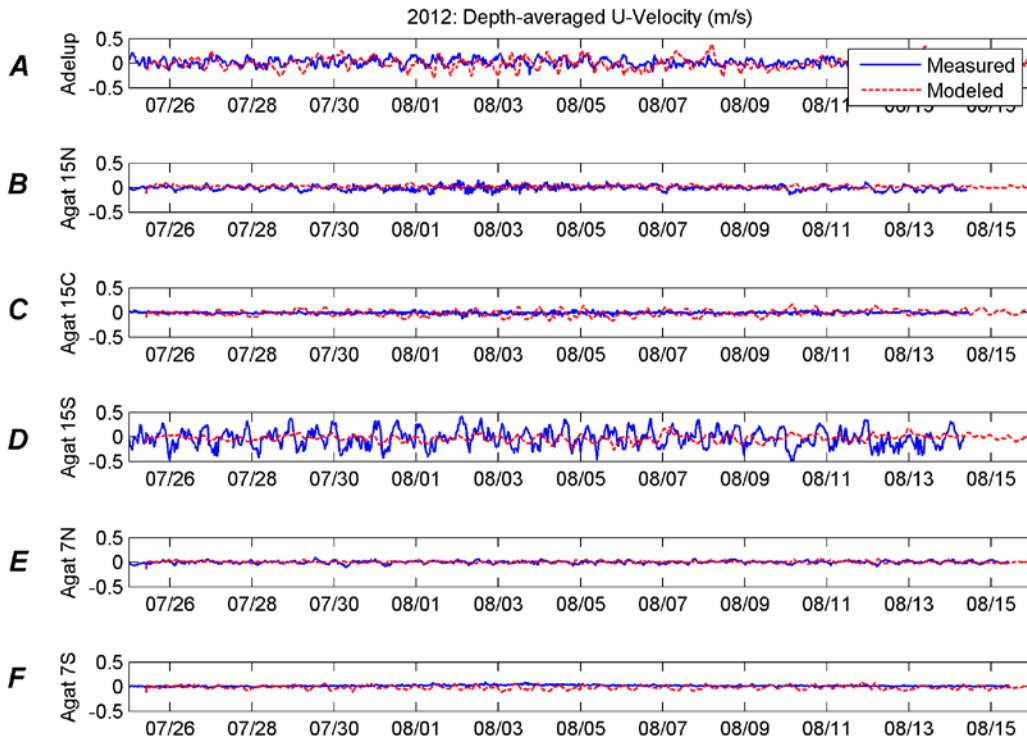 2012: Depth-averaged U-Velocity (m/s)
A
Adelup
0.5
0
-0.5
07/26 07/28 07/30 08/01 08/03 08/05 08/07 08/09 08/11 08/13 08/15
Measured
Modeled
B
Agat 15N
0.5
0
-0.5
07/26 07/28 07/30 08/01 08/03 08/05 08/07 08/09 08/11 08/13 08/15
C
Agat 15C
0.5
0
-0.5
07/26 07/28 07/30 08/01 08/03 08/05 08/07 08/09 08/11 08/13 08/15
D
Agat 15S
0.5
0
-0.5
07/26 07/28 07/30 08/01 08/03 08/05 08/07 08/09 08/11 08/13 08/15
E
Agat 7N
0.5
0
-0.5
07/26 07/28 07/30 08/01 08/03 08/05 08/07 08/09 08/11 08/13 08/15
F
Agat 7S
0.5
0
-0.5
07/26 07/28 07/30 08/01 08/03 08/05 08/07 08/09 08/11 08/13 08/15